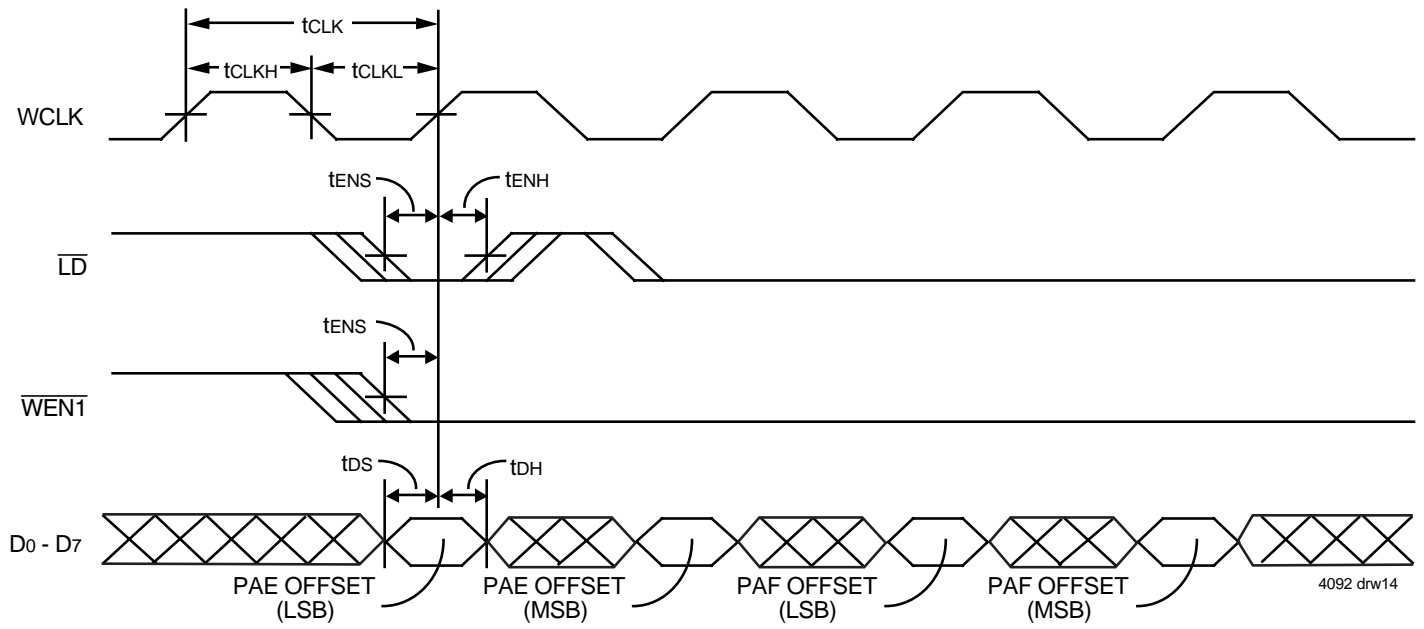 tCLK
tCLKH tCLKL
WCLK
tENS tENH
LD
tENS
WEN1
tDS tDH
D0 - D7
PAE OFFSET PAE OFFSET PAF OFFSET PAF OFFSET
(LSB) (MSB) (LSB) (MSB)
4092 drw14